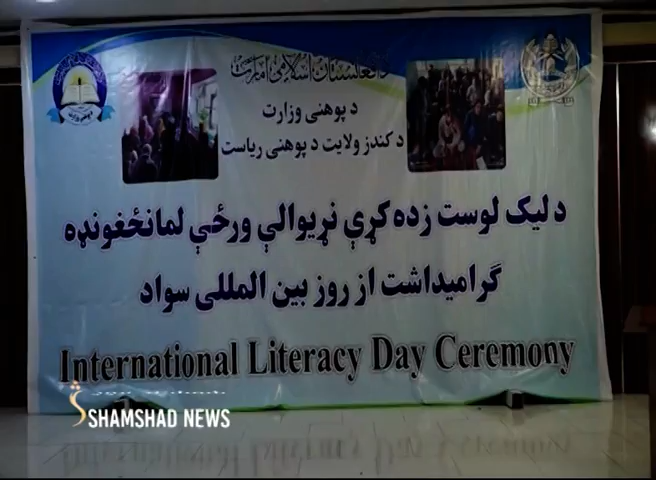 د افغانستان اسلامي امارت
د پوهنې وزارت
د کندز ولایت د پوهنې ریاست
د لیک لوست زده کړې نړیوالې ورځې لمانځغونډه
گرامیداشت از روز بین المللی سواد
International Literacy Day Ceremony
SHAMSHAD NEWS